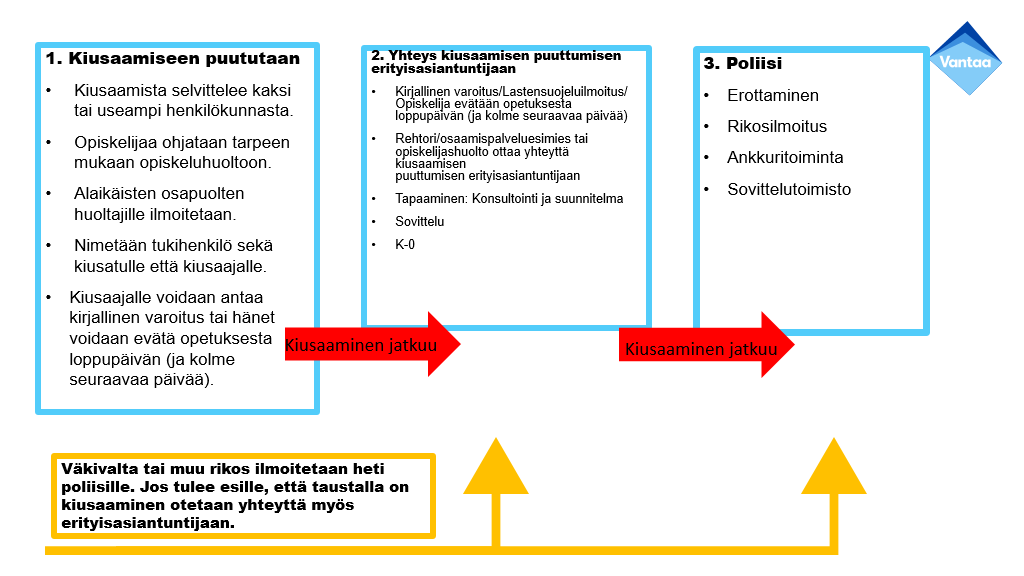 1. Kiusaamiseen puututaan
• Kiusaamista selvittelee kaksi
tai useampi henkilökunnasta.
• Opiskelijaa ohjataan tarpeen
mukaan opiskeluhuoltoon.
• Alaikäisten osapuolten
huoltajille ilmoitetaan.
• Nimetään tukihenkilö sekä
kiusatulle että kiusaajalle.
• Kiusaajalle voidaan antaa
kirjallinen varoitus tai hänet
voidaan evätä opetuksesta
loppupäivän (ja kolme
seuraavaa päivää).
Kiusaaminen jatkuu
2. Yhteys kiusaamisen puuttumisen
erityisasiantuntijaan
• Kirjallinen varoitus/Lastensuojeluilmoitus/
Opiskelija evätään opetuksesta
loppupäivän (ja kolme seuraavaa päivää)
• Rehtori/osaamispalveluesimies tai
opiskelijashuolto ottaa yhteyttä
kiusaamisen
puuttumisen erityisasiantuntijaan
• Tapaaminen: Konsultointi ja suunnitelma
• Sovittelu
• K-0
Kiusaaminen jatkuu
3. Poliisi
• Erottaminen
• Rikosilmoitus
• Ankkuritoiminta
• Sovittelutoimisto
Vantaa
Väkivalta tai muu rikos ilmoitetaan heti
poliisille. Jos tulee esille, että taustalla on
kiusaaminen otetaan yhteyttä myös
erityisasiantuntijaan.